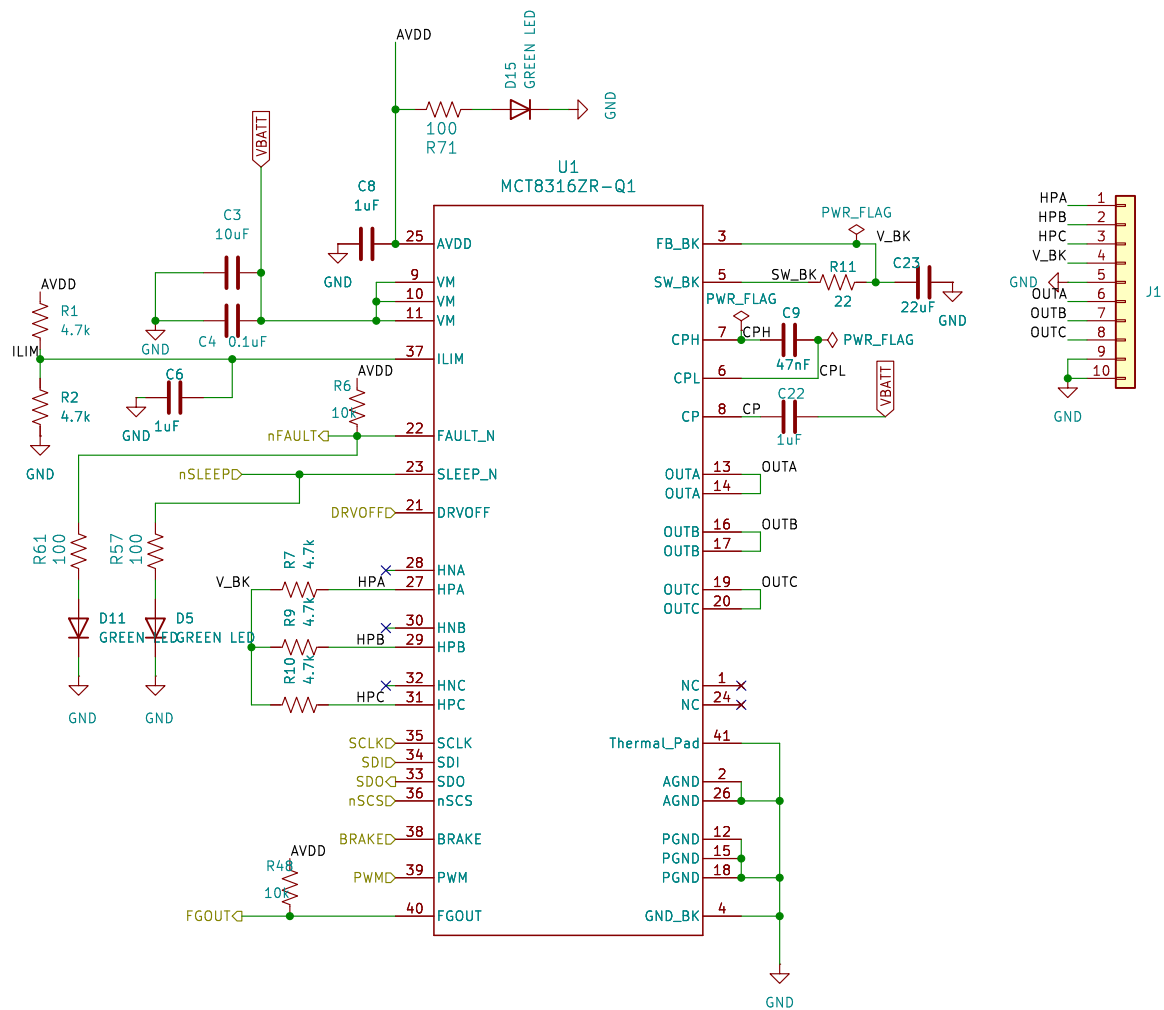 AVDD
D15
GREEN LED
GND
100
R71
VBATT
U1
MCT8316ZR-Q1
C8
1uF
GND
C3
10uF
C4 0.1uF
GND
AVDD
R1
4.7k
ILIM
R2
4.7k
GND
C6
1uF
GND
AVDD
R6
10k
nFAULT
nSLEEP
DRVOFF
R61
100
R57
100
D11
GREEN LED
D5
GREEN LED
GND
GND
V_BK
R7
4.7k
HPA
R9
4.7k
HPB
R10
4.7k
HPC
SCLK
SDI
SDO
nSCS
BRAKE
PWM
AVDD
R48
10k
FGOUT
25 AVDD
9 VM
10 VM
11 VM
37 ILIM
22 FAULT_N
23 SLEEP_N
21 DRVOFF
28 HNA
27 HPA
30 HNB
29 HPB
32 HNC
31 HPC
35 SCLK
34 SDI
33 SDO
36 nSCS
38 BRAKE
39 PWM
40 FGOUT
FB_BK 3
SW_BK 5
CPH 7
CPL 6
CP 8
OUTA 13
OUTA 14
OUTB 16
OUTB 17
OUTC 19
OUTC 20
NC 1
NC 24
Thermal_Pad 41
AGND 2
AGND 26
PGND 12
PGND 15
PGND 18
GND_BK 4
PWR_FLAG
V_BK
SW_BK
R11
22
C23
22uF
GND
PWR_FLAG
CPH
C9
47nF
PWR_FLAG
CPL
VBATT
CP
C22
1uF
OUTA
OUTB
OUTC
GND
HPA 1
HPB 2
HPC 3
V_BK 4
GND 5
OUTA 6
OUTB 7
OUTC 8
9
10
J1
GND